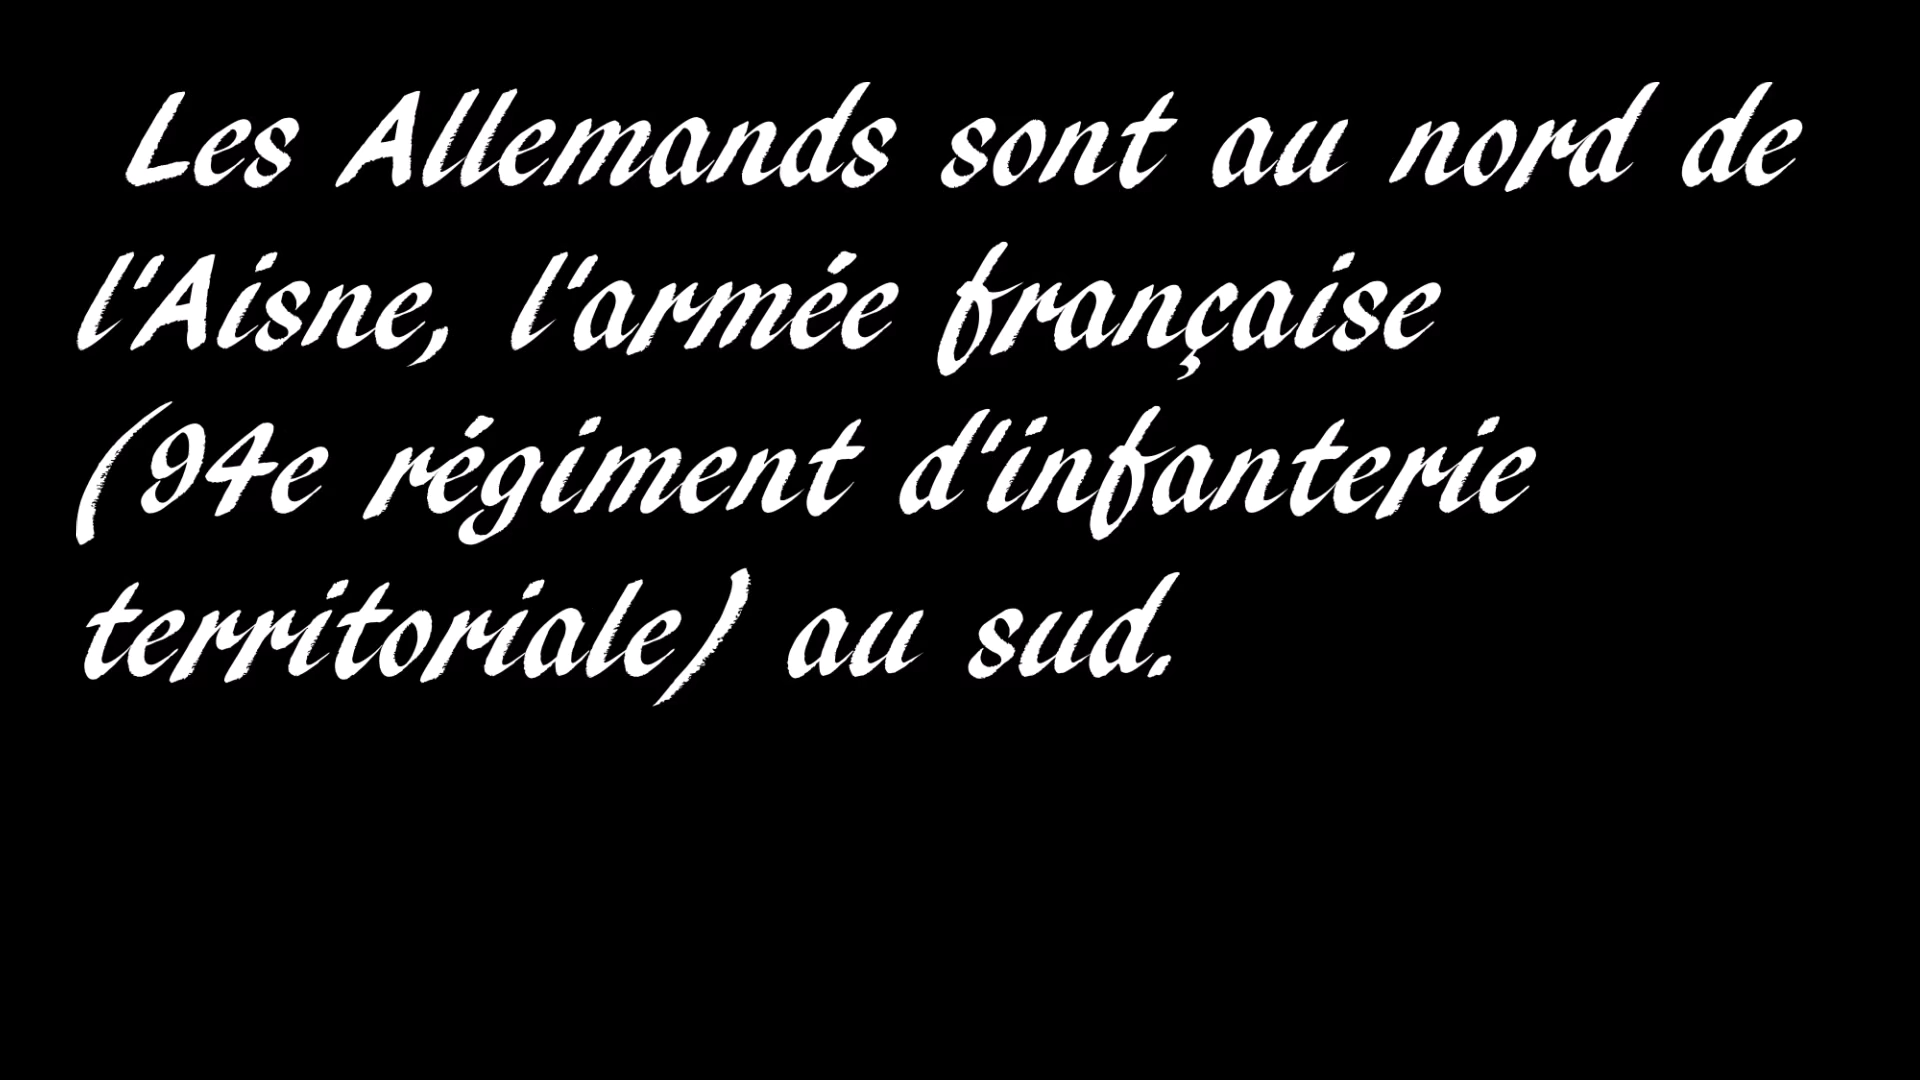 Les Allemands sont au nord de
l'Aisne, l'armée française
(94e régiment d'infanterie
territoriale) au sud.